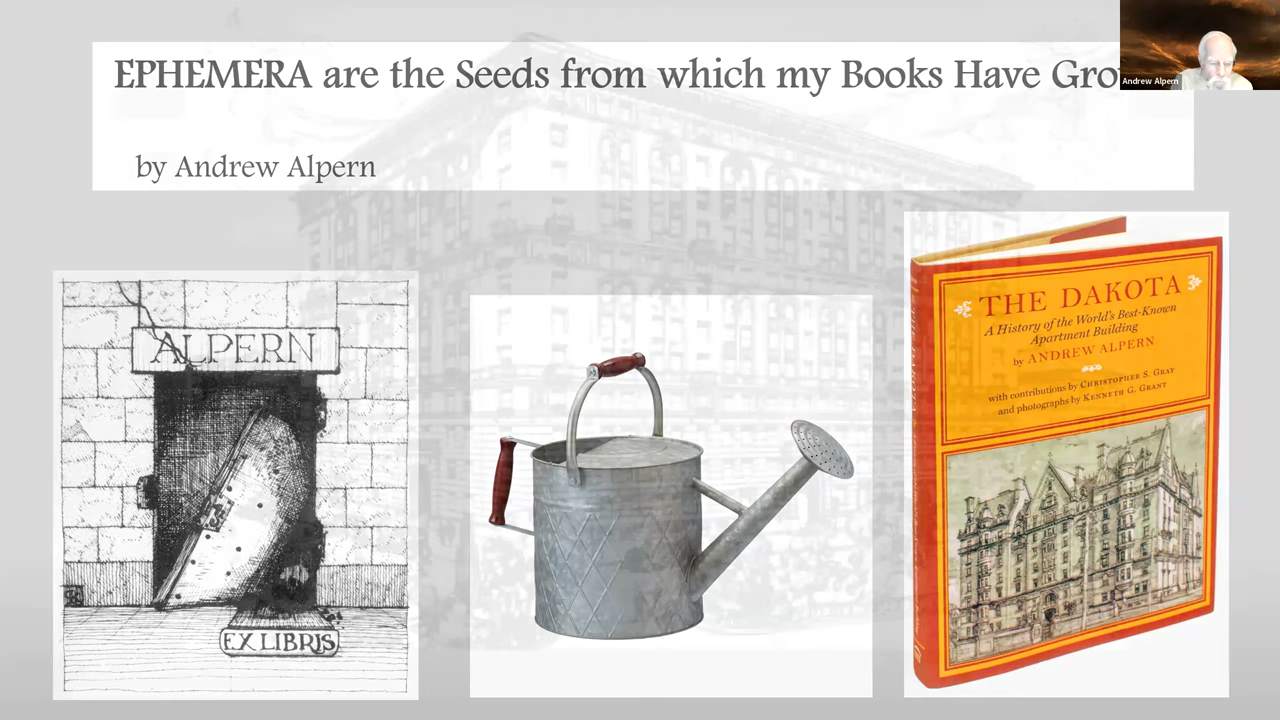 EPHEMERA are the Seeds from which my Books Have Gro
Andrew Alpern
by Andrew Alpern
ALPERN
EX LIBRIS
THE DAKOTA
A History of the World's Best-Known
Apartment Building
by ANDREW ALPERN
with contributions by CHRISTOPHER S. GRAY
and photographs by KENNETH G. GRANT